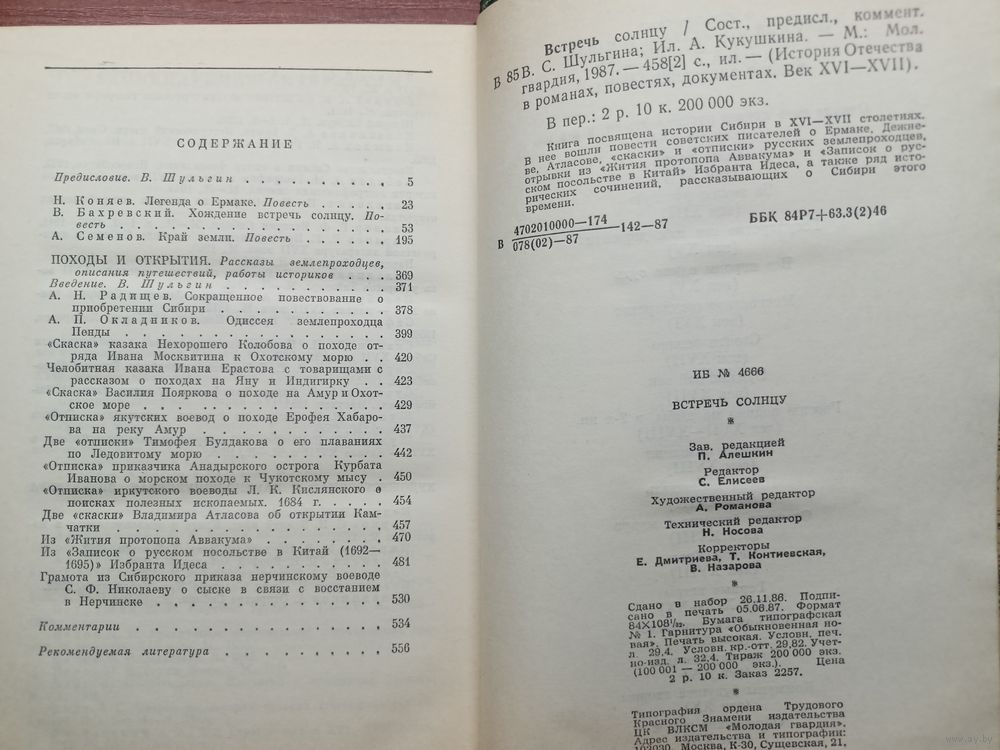 СОДЕРЖАНИЕ
Предисловие. В. Шульгин . . . . . . . . . . 5
Н. Коняев. Легенда о Ермаке. Повесть . . . . . 23
В. Бахревский. Хождение встречь солнцу. По-
весть . . . . . . . . . . . . . . . . . 53
А. Семенов. Край земли. Повесть . . . . . . . 195
ПОХОДЫ И ОТКРЫТИЯ. Рассказы землепроходцев,
описания путешествий, работы историков . . . 369
Введение. В. Шульгин . . . . . . . . . . . 371
А. Н. Радищев. Сокращенное повествование о
приобретении Сибири . . . . . . . . . . 378
А. П. Окладников. Одиссея землепроходца
Пенды . . . . . . . . . . . . . . . . 399
«Скаска» казака Нехорошего Колобова о походе от-
ряда Ивана Москвитина к Охотскому морю . . 420
Челобитная казака Ивана Ерастова с товарищами с
рассказом о походах на Яну и Индигирку . . 423
«Скаска» Василия Пояркова о походе на Амур и Охот-
ское море . . . . . . . . . . . . . . 429
«Отписка» якутских воевод о походе Ерофея Хабаро-
ва на реку Амур . . . . . . . . . . . . 437
Две «отписки» Тимофея Булдакова о его плаваниях
по Ледовитому морю . . . . . . . . . . . 442
«Отписка» приказчика Анадырского острога Курбата
Иванова о морском походе к Чукотскому мысу . 450
«Отписка» иркутского воеводы Л. К. Кислянского о
поисках полезных ископаемых. 1684 г. . . . . 454
Две «скаски» Владимира Атласова об открытии Кам-
чатки . . . . . . . . . . . . . . . . 457
Из «Жития протопопа Аввакума» . . . . . . . . 470
Из «Записок о русском посольстве в Китай (1692—
1695)» Избранта Идеса . . . . . . . . . . 481
Грамота из Сибирского приказа нерчинскому воеводе
С. Ф. Николаеву о сыске в связи с восстанием
в Нерчинске . . . . . . . . . . . . . . 530
Комментарии . . . . . . . . . . . . . . . 534
Рекомендуемая литература . . . . . . . . . . 556
Встречь солнцу / Сост., предисл., коммент.
В 85 В. С. Шульгина; Ил. А. Кукушкина. — М.: Мол.
гвардия, 1987. — 458[2] с., ил.— (История Отечества
в романах, повестях, документах. Век XVI—XVII).
В пер.: 2 р. 10 к. 200 000 экз.
Книга посвящена истории Сибири в XVI—XVII столетиях.
В нее вошли повести советских писателей о Ермаке, Дежне-
ве, Атласове, «скаски» и «отписки» русских землепроходцев,
отрывки из «Жития протопопа Аввакума» и «Записок о рус-
ском посольстве в Китай» Избранта Идеса, а также ряд исто-
рических сочинений, рассказывающих о Сибири этого
времени.
В 4702010000—174
078(02)—87 —142—87 ББК 84Р7+63.3(2)46
ИБ № 4666
ВСТРЕЧЬ СОЛНЦУ
Зав. редакцией
П. Алешкин
Редактор
С. Елисеев
Художественный редактор
А. Романова
Технический редактор
Н. Носова
Корректоры
Е. Дмитриева, Т. Контиевская,
В. Назарова
Сдано в набор 26.11.86. Подпи-
сано в печать 05.06.87. Формат
84Х108¹/₃₂. Бумага типографская
№ 1. Гарнитура «Обыкновенная но-
вая». Печать высокая. Условн. печ.
л. 29,4. Условн. кр.-отт. 29,82. Учет-
но-изд. л. 32,4. Тираж 200 000 экз.
(100 001 — 200 000 экз.). Цена
2 р. 10 к. Заказ 2257.
Типография ордена Трудового
Красного Знамени издательства
ЦК ВЛКСМ «Молодая гвардия».
Адрес издательства и типографии:
103030, Москва, К-30, Сущевская, 21.
www.ay.by